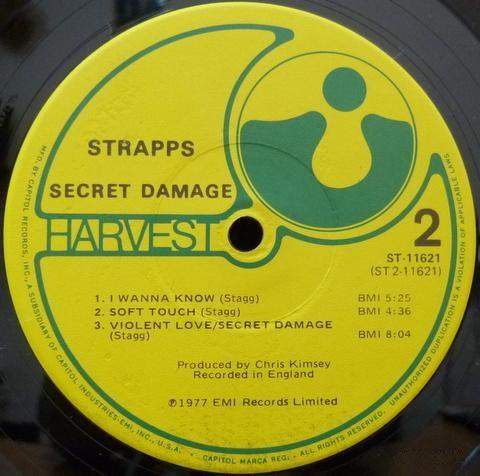 STRAPPS
SECRET DAMAGE
HARVEST
2
ST-11621
(ST 2-11621)
1. I WANNA KNOW (Stagg) BMI 5:25
2. SOFT TOUCH (Stagg) BMI 4:36
3. VIOLENT LOVE/SECRET DAMAGE
(Stagg) BMI 8:04
Produced by Chris Kimsey
Recorded in England
℗1977 EMI Records Limited
MFD. BY CAPITOL RECORDS, INC., A SUBSIDIARY OF CAPITOL INDUSTRIES-EMI, INC., U.S.A. • CAPITOL MARCA REG. • ALL RIGHTS RESERVED. UNAUTHORIZED DUPLICATION IS A VIOLATION OF APPLICABLE LAWS.